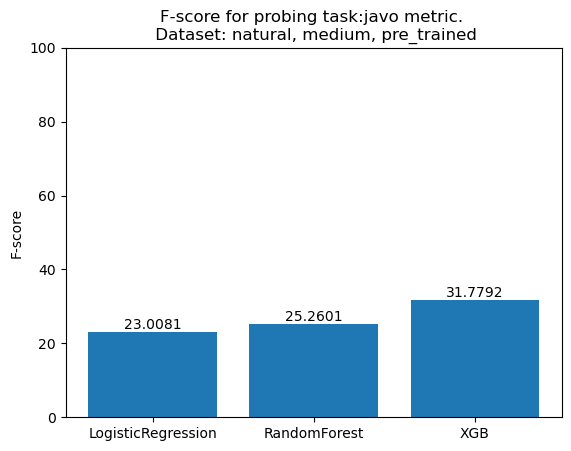 F-score for probing task:javo metric.
Dataset: natural, medium, pre_trained
F-score
100
80
60
40
20
0
23.0081
25.2601
31.7792
LogisticRegression
RandomForest
XGB